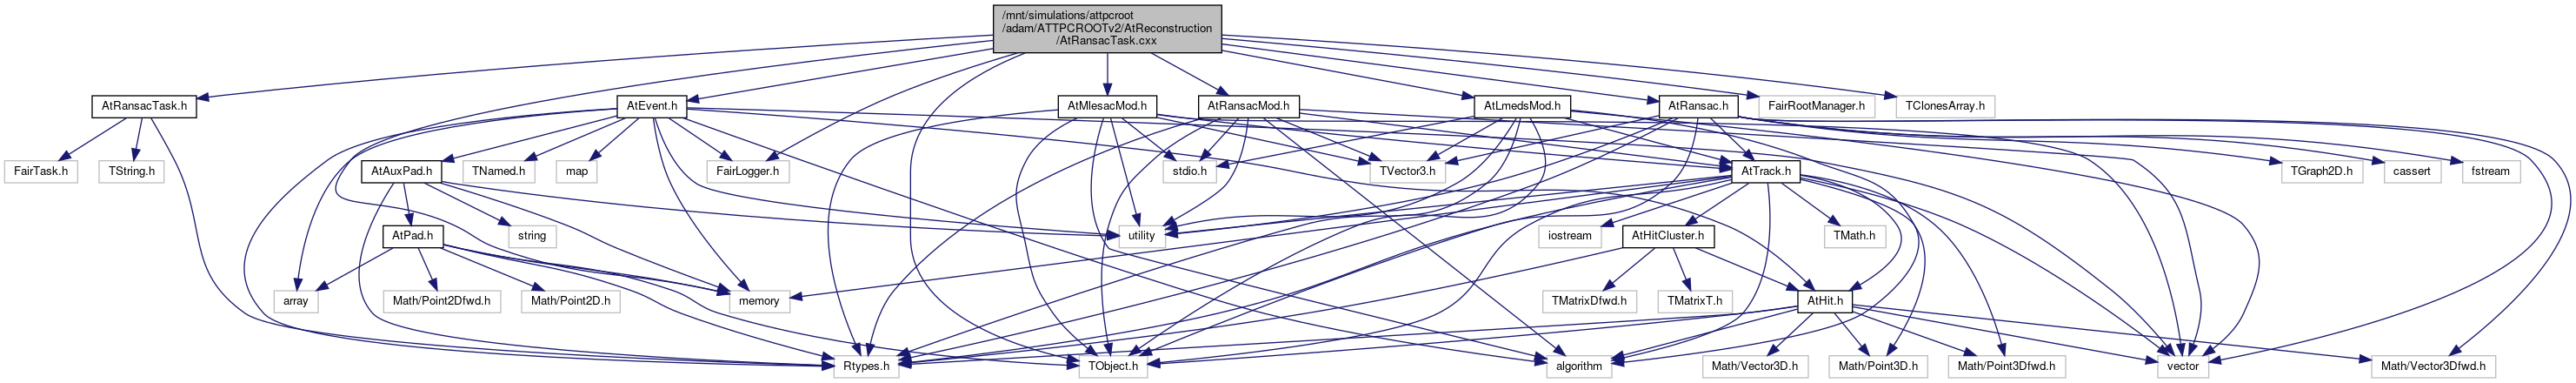 /mnt/simulations/attpcroot
/adam/ATTPCROOTv2/AtReconstruction
/AtRansacTask.cxx
AtRansacTask.h
AtEvent.h
AtMlesacMod.h
AtRansacMod.h
AtLmedsMod.h
AtRansac.h
FairRootManager.h
TClonesArray.h
FairTask.h
TString.h
AtAuxPad.h
TNamed.h
map
FairLogger.h
stdio.h
TVector3.h
AtTrack.h
TGraph2D.h
cassert
fstream
AtPad.h
string
utility
iostream
AtHitCluster.h
TMath.h
array
Math/Point2Dfwd.h
Math/Point2D.h
memory
TMatrixDfwd.h
TMatrixT.h
AtHit.h
Rtypes.h
TObject.h
algorithm
Math/Vector3D.h
Math/Point3D.h
Math/Point3Dfwd.h
vector
Math/Vector3Dfwd.h